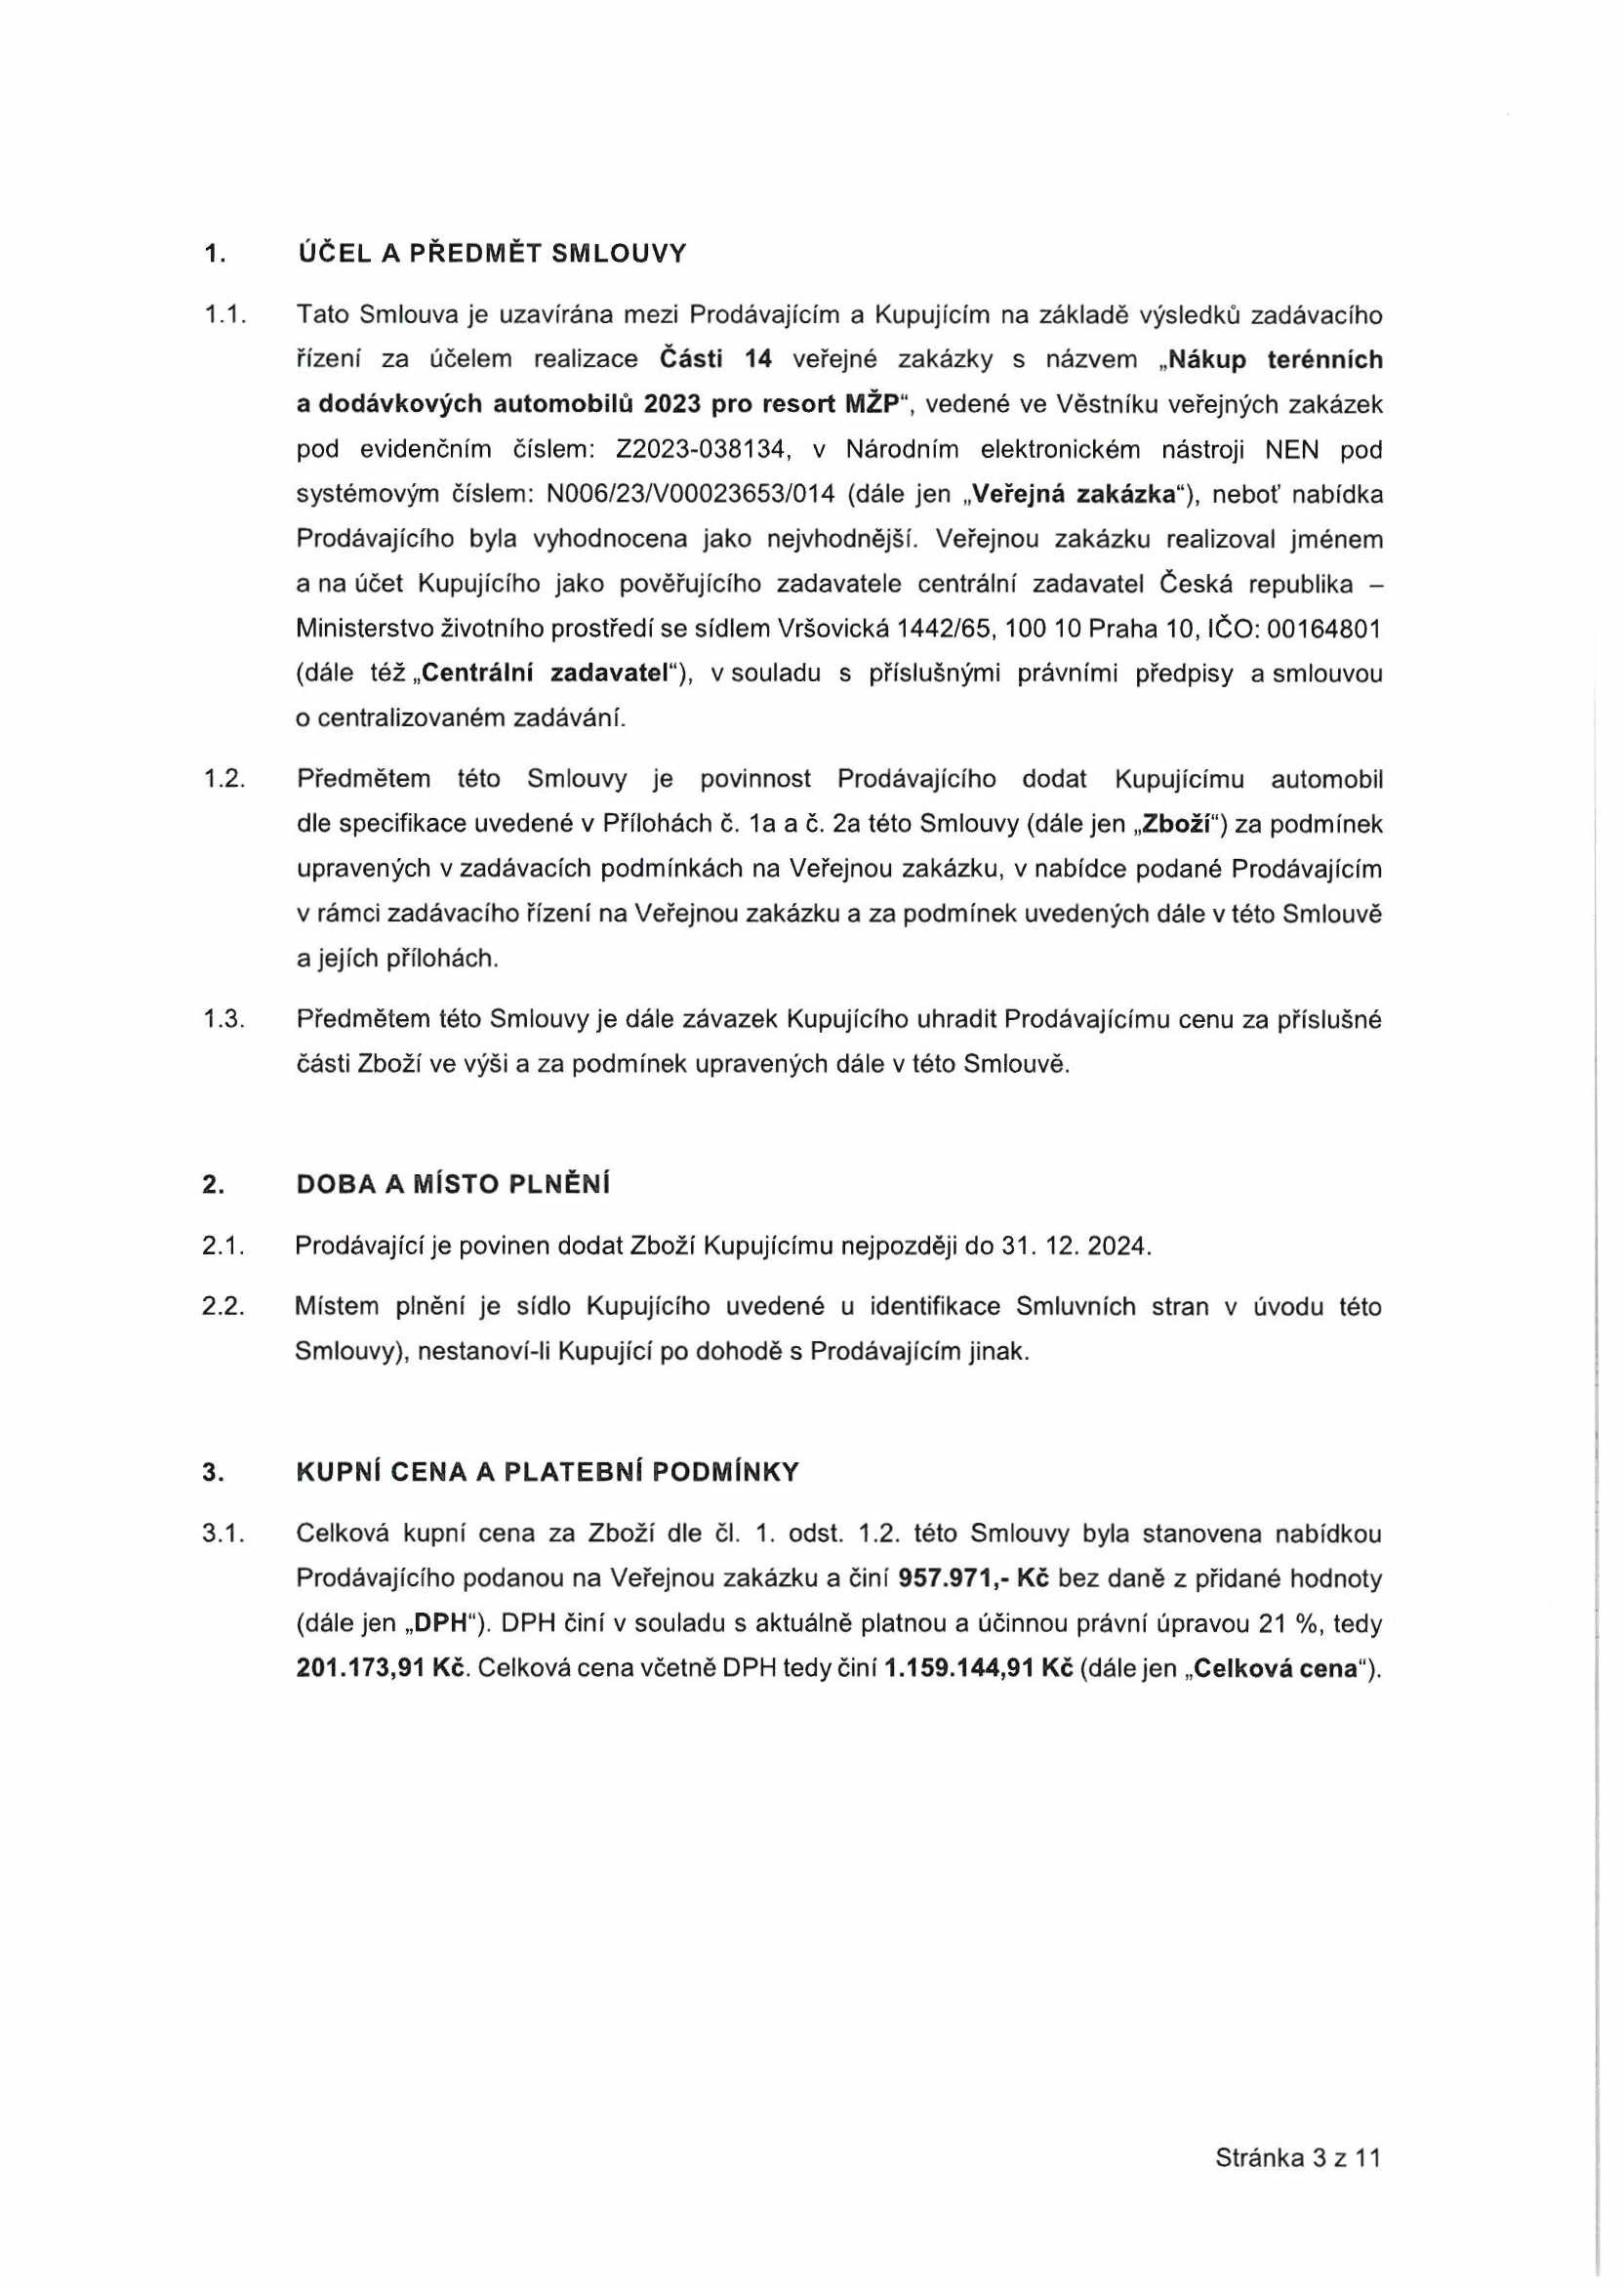 1. ÚČEL A PŘEDMĚT SMLOUVY
1.1. Tato Smlouva je uzavírána mezi Prodávajícím a Kupujícím na základě výsledků zadávacího
řízení za účelem realizace Části 14 veřejné zakázky s názvem „Nákup terénních
a dodávkových automobilů 2023 pro resort MŽP“, vedené ve Věstníku veřejných zakázek
pod evidenčním číslem: Z2023-038134, v Národním elektronickém nástroji NEN pod
systémovým číslem: N006/23/V00023653/014 (dále jen „Veřejná zakázka“), neboť nabídka
Prodávajícího byla vyhodnocena jako nejvhodnější. Veřejnou zakázku realizoval jménem
a na účet Kupujícího jako pověřujícího zadavatele centrální zadavatel Česká republika –
Ministerstvo životního prostředí se sídlem Vršovická 1442/65, 100 10 Praha 10, IČO: 00164801
(dále též „Centrální zadavatel“), v souladu s příslušnými právními předpisy a smlouvou
o centralizovaném zadávání.
1.2. Předmětem této Smlouvy je povinnost Prodávajícího dodat Kupujícímu automobil
dle specifikace uvedené v Přílohách č. 1a a č. 2a této Smlouvy (dále jen „Zboží“) za podmínek
upravených v zadávacích podmínkách na Veřejnou zakázku, v nabídce podané Prodávajícím
v rámci zadávacího řízení na Veřejnou zakázku a za podmínek uvedených dále v této Smlouvě
a jejích přílohách.
1.3. Předmětem této Smlouvy je dále závazek Kupujícího uhradit Prodávajícímu cenu za příslušné
části Zboží ve výši a za podmínek upravených dále v této Smlouvě.
2. DOBA A MÍSTO PLNĚNÍ
2.1. Prodávající je povinen dodat Zboží Kupujícímu nejpozději do 31. 12. 2024.
2.2. Místem plnění je sídlo Kupujícího uvedené u identifikace Smluvních stran v úvodu této
Smlouvy), nestanoví-li Kupující po dohodě s Prodávajícím jinak.
3. KUPNÍ CENA A PLATEBNÍ PODMÍNKY
3.1. Celková kupní cena za Zboží dle čl. 1. odst. 1.2. této Smlouvy byla stanovena nabídkou
Prodávajícího podanou na Veřejnou zakázku a činí 957.971,- Kč bez daně z přidané hodnoty
(dále jen „DPH“). DPH činí v souladu s aktuálně platnou a účinnou právní úpravou 21 %, tedy
201.173,91 Kč. Celková cena včetně DPH tedy činí 1.159.144,91 Kč (dále jen „Celková cena“).
Stránka 3 z 11